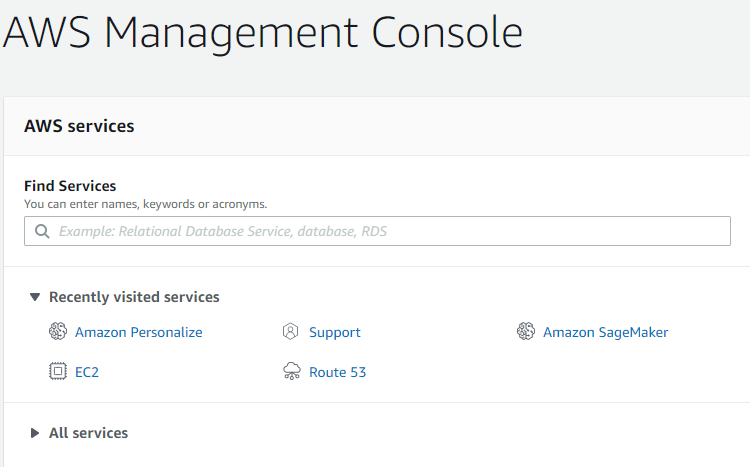 AWS Management Console
AWS services
Find Services
You can enter names, keywords or acronyms.
Example: Relational Database Service, database, RDS
Recently visited services
Amazon Personalize
Support
Amazon SageMaker
EC2
Route 53
All services